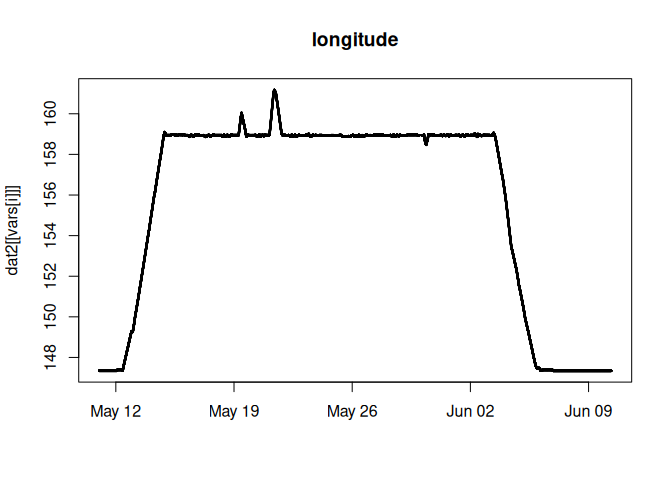 longitude
dat2[[vars[i]]]
160
158
156
154
152
150
148
May 12
May 19
May 26
Jun 02
Jun 09